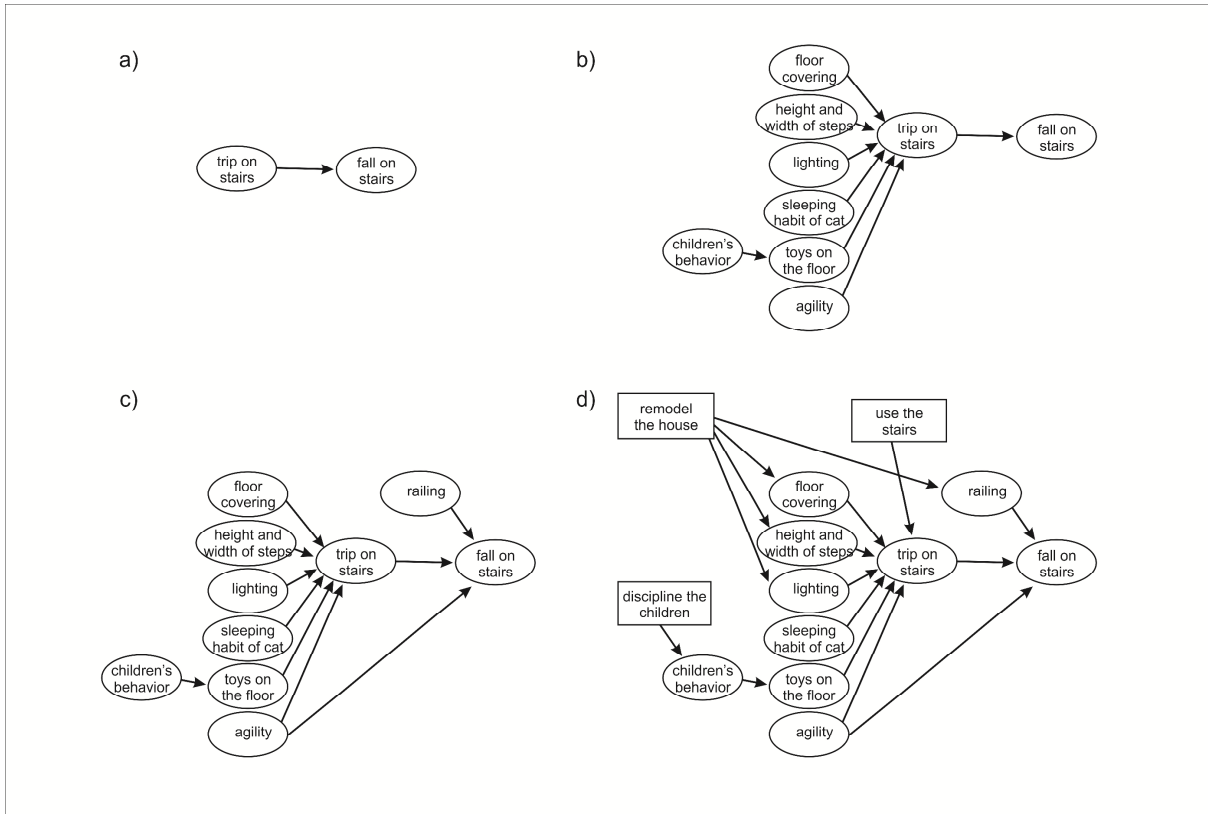 a)
trip on
stairs
fall on
stairs
b)
floor
covering
height and
width of steps
lighting
sleeping
habit of cat
children's
behavior
toys on
the floor
agility
trip on
stairs
fall on
stairs
c)
floor
covering
height and
width of steps
lighting
sleeping
habit of cat
children's
behavior
toys on
the floor
agility
trip on
stairs
railing
fall on
stairs
d)
remodel
the house
use the
stairs
floor
covering
height and
width of steps
lighting
discipline the
children
sleeping
habit of cat
children's
behavior
toys on
the floor
agility
trip on
stairs
railing
fall on
stairs